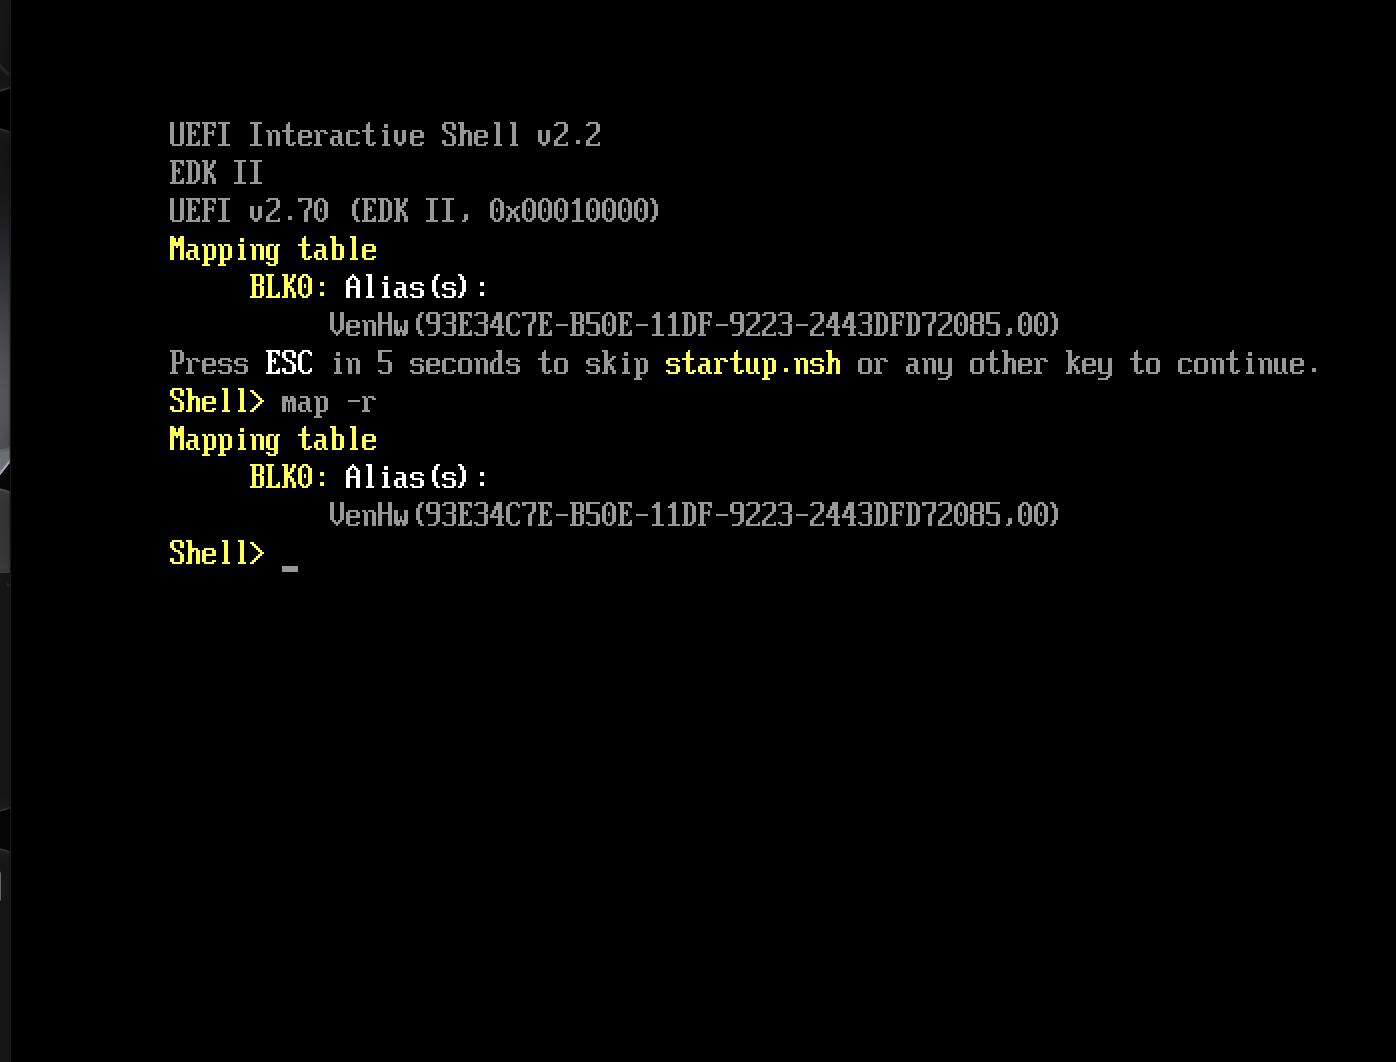 UEFI Interactive Shell v2.2
EDK II
UEFI v2.70 (EDK II, 0x00010000)
Mapping table
BLK0: Alias(s):
VenHw(93E34C7E-B50E-11DF-9223-2443DFD72085,00)
Press ESC in 5 seconds to skip startup.nsh or any other key to continue.
Shell> map -r
Mapping table
BLK0: Alias(s):
VenHw(93E34C7E-B50E-11DF-9223-2443DFD72085,00)
Shell> _